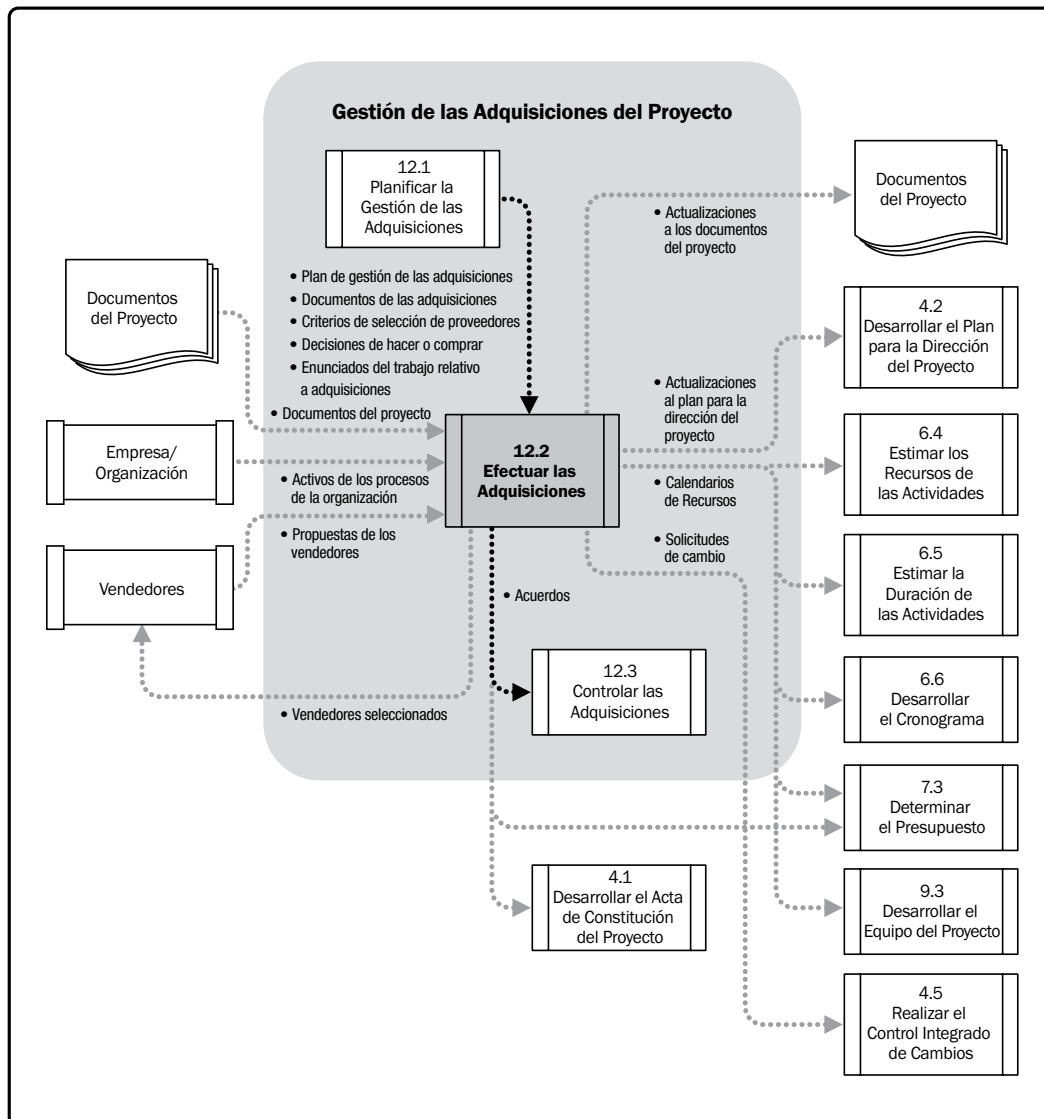 Gestión de las Adquisiciones del Proyecto
12.1
Planificar la
Gestión de las
Adquisiciones
• Plan de gestión de las adquisiciones
• Documentos de las adquisiciones
• Criterios de selección de proveedores
• Decisiones de hacer o comprar
• Enunciados del trabajo relativo
a adquisiciones
Documentos
del Proyecto
• Documentos del proyecto
Empresa/
Organización
• Activos de los procesos
de la organización
• Propuestas de los
vendedores
Vendedores
• Vendedores seleccionados
12.2
Efectuar las
Adquisiciones
• Acuerdos
12.3
Controlar las
Adquisiciones
4.1
Desarrollar el Acta
de Constitución
del Proyecto
• Actualizaciones
a los documentos
del proyecto
• Actualizaciones
al plan para la
dirección del
proyecto
• Calendarios
de Recursos
• Solicitudes
de cambio
Documentos
del Proyecto
4.2
Desarrollar el Plan
para la Dirección
del Proyecto
6.4
Estimar los
Recursos de
las Actividades
6.5
Estimar la
Duración de
las Actividades
6.6
Desarrollar
el Cronograma
7.3
Determinar
el Presupuesto
9.3
Desarrollar el
Equipo del Proyecto
4.5
Realizar el
Control Integrado
de Cambios